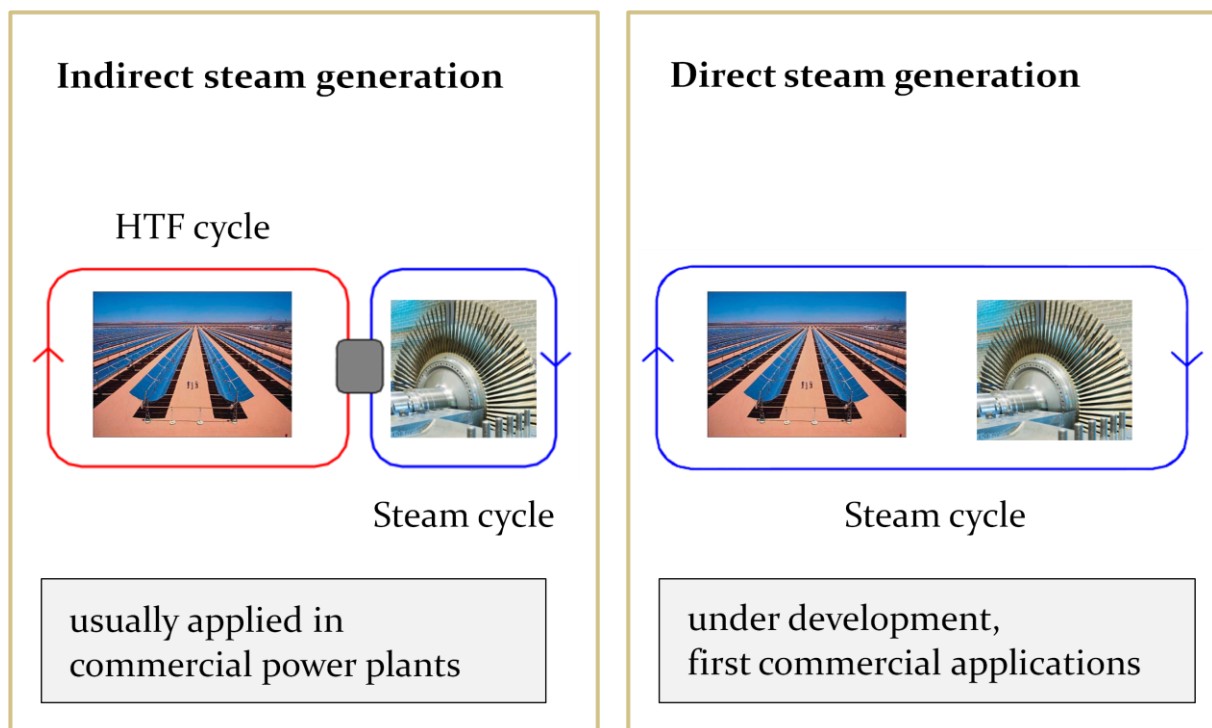 Indirect steam generation
HTF cycle
Steam cycle
usually applied in
commercial power plants
Direct steam generation
Steam cycle
under development,
first commercial applications